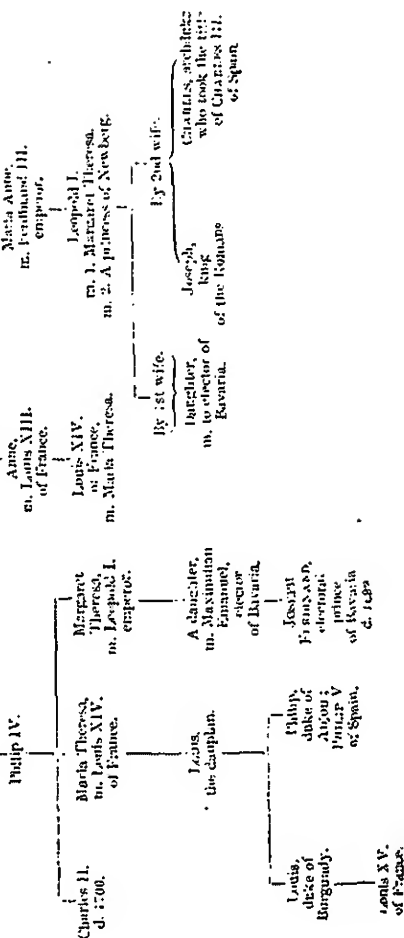 Philip IV.
Anne,
m. Louis XIII.
of France.
Maria Anne,
m. Ferdinand III.
emperor.
Charles II.
d. 1700.
Maria Theresa,
m. Louis XIV.
of France.
Margaret
Theresa,
m. Leopold I.
emperor.
Louis XIV.
of France,
m. Maria Theresa.
Leopold I.
m. 1. Margaret Theresa.
m. 2. A princess of Newberg.
Louis,
the dauphin.
A daughter,
m. Maximilian
Emanuel,
elector
of Bavaria.
By 1st wife.
By 2nd wife.
Daughter,
m. to elector of
Bavaria.
Joseph,
king
of the Romans
CHARLES, archduke
who took the title
of CHARLES III.
of Spain
Louis,
duke of
Burgundy.
Philip,
duke of
Anjou;
PHILIP V
of Spain.
JOSEPH
FERDINAND,
electoral
prince
of Bavaria
d.
Louis XV.
of France.